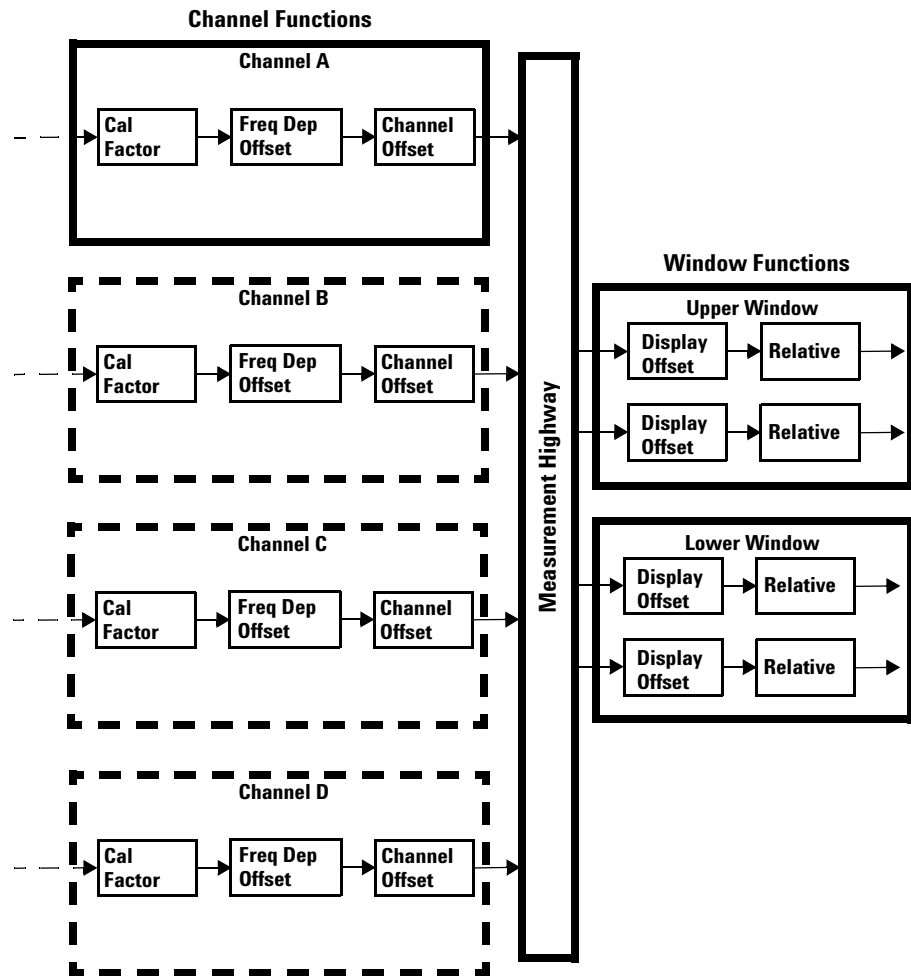 Channel Functions
Channel A
Cal
Factor
Freq Dep
Offset
Channel
Offset
Channel B
Cal
Factor
Freq Dep
Offset
Channel
Offset
Channel C
Cal
Factor
Freq Dep
Offset
Channel
Offset
Channel D
Cal
Factor
Freq Dep
Offset
Channel
Offset
Measurement Highway
Window Functions
Upper Window
Display
Offset
Relative
Display
Offset
Relative
Lower Window
Display
Offset
Relative
Display
Offset
Relative